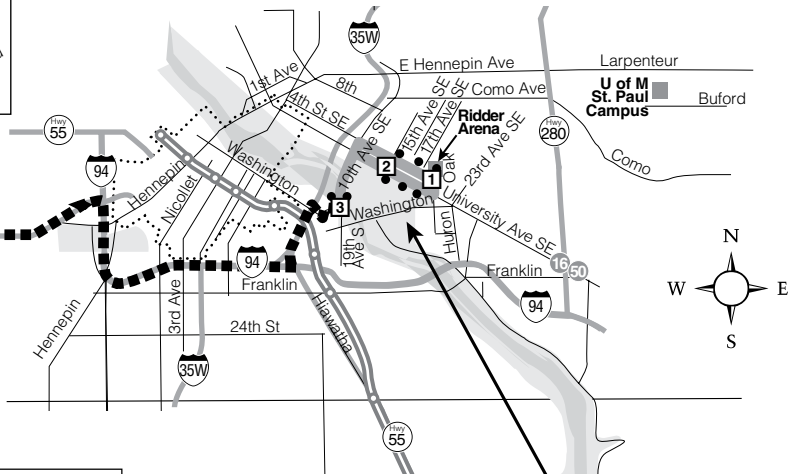 35W
E Hennepin Ave
Larpenteur
1st Ave
8th
4th St SE
Como Ave
U of M
St. Paul
Campus
Buford
15th Ave SE
17th Ave SE
Ridder
Arena
Hwy
55
10th Ave SE
23rd Ave SE
Hwy
280
Como
94
Hennepin
Washington
2
Oak
1
Nicollet
3
Washington
University Ave SE
19th
Ave S
Huron
N
W
E
S
94
Franklin
Franklin
16
50
94
Hennepin
3rd Ave
24th St
Hiawatha
35W
Hwy
55